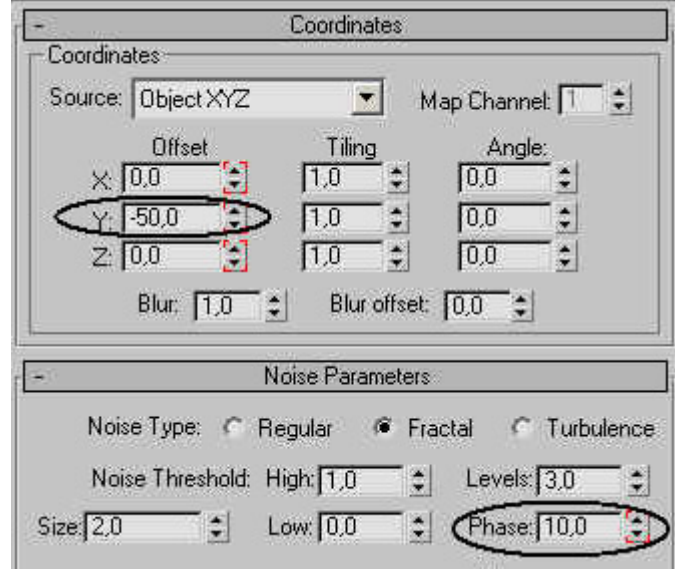 - Coordinates
Coordinates
Source: Object XYZ Map Channel: 1
Offset Tiling Angle:
X: 0,0 1,0 0,0
Y: -50,0 1,0 0,0
Z: 0,0 1,0 0,0
Blur: 1,0 Blur offset: 0,0
- Noise Parameters
Noise Type: Regular Fractal Turbulence
Noise Threshold: High: 1,0 Levels: 3,0
Size: 2,0 Low: 0,0 Phase: 10,0